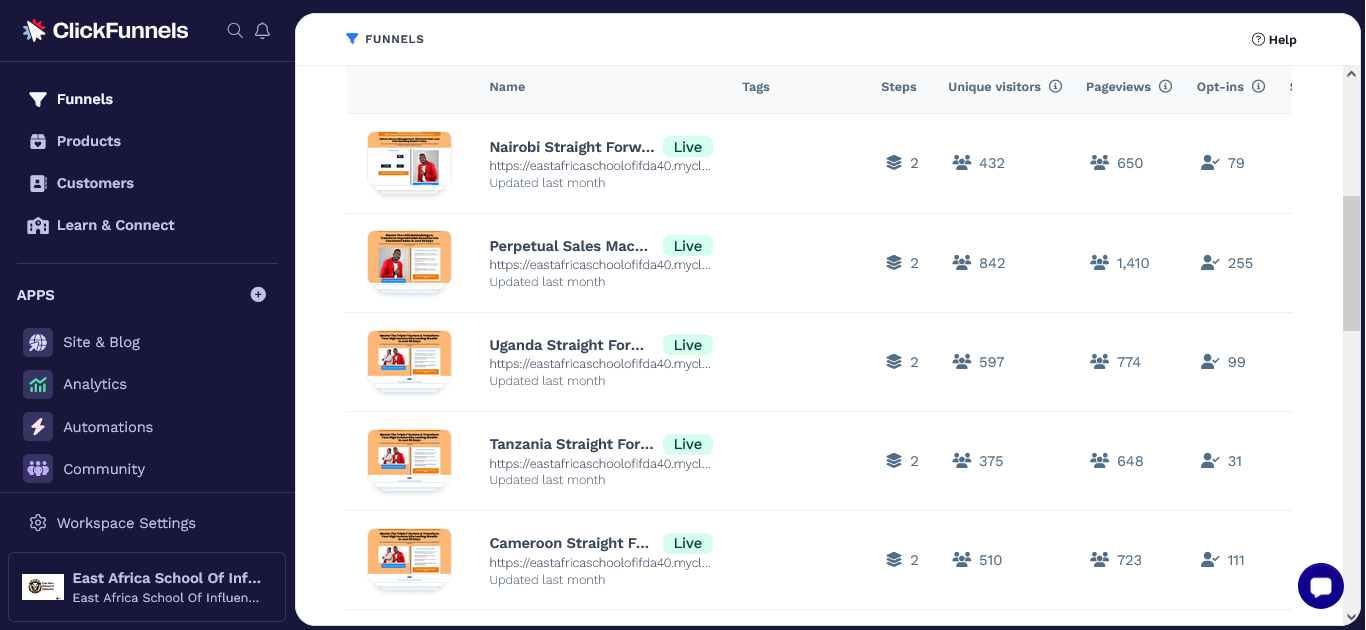 ClickFunnels
Funnels
Products
Customers
Learn & Connect
APPS
Site & Blog
Analytics
Automations
Community
Workspace Settings
East Africa School Of Inf...
East Africa School Of Influen...
FUNNELS
Help
Name Tags Steps Unique visitors Pageviews Opt-ins
Nairobi Straight Forw... Live
https://eastafricaschoolofifda40.mycl...
Updated last month
2 432 650 79
Perpetual Sales Mac... Live
https://eastafricaschoolofifda40.mycl...
Updated last month
2 842 1,410 255
Uganda Straight For... Live
https://eastafricaschoolofifda40.mycl...
Updated last month
2 597 774 99
Tanzania Straight For... Live
https://eastafricaschoolofifda40.mycl...
Updated last month
2 375 648 31
Cameroon Straight F... Live
https://eastafricaschoolofifda40.mycl...
Updated last month
2 510 723 111